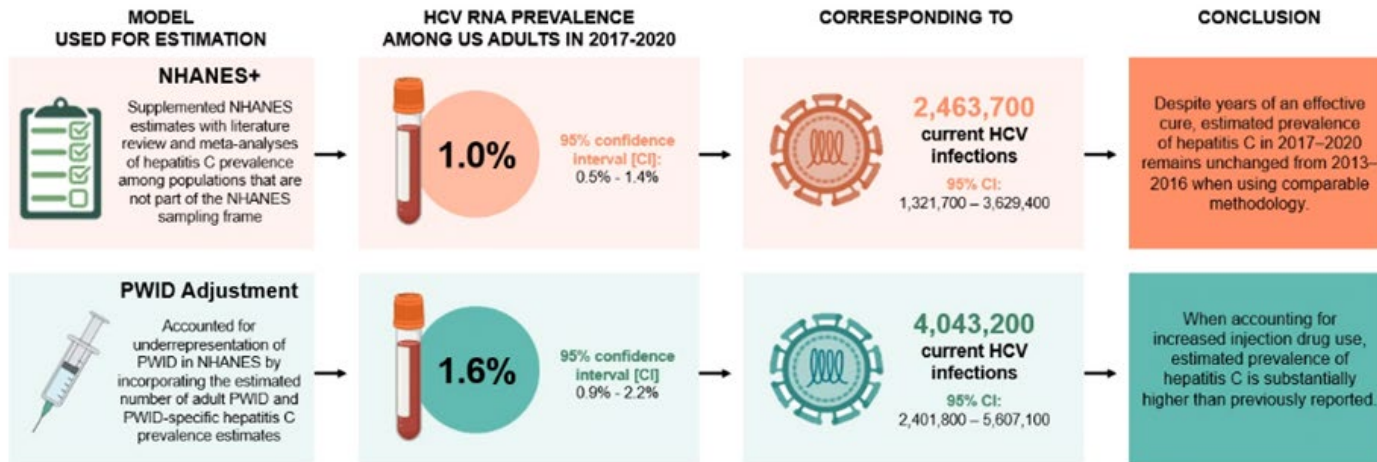 MODEL
USED FOR ESTIMATION
HCV RNA PREVALENCE
AMONG US ADULTS IN 2017-2020
CORRESPONDING TO
CONCLUSION
NHANES+
Supplemented NHANES
estimates with literature
review and meta-analyses
of hepatitis C prevalence
among populations that are
not part of the NHANES
sampling frame
1.0%
95% confidence
interval [CI]:
0.5% - 1.4%
2,463,700
current HCV
infections
95% CI:
1,321,700 – 3,629,400
Despite years of an effective
cure, estimated prevalence
of hepatitis C in 2017–2020
remains unchanged from 2013–
2016 when using comparable
methodology.
PWID Adjustment
Accounted for
underrepresentation of
PWID in NHANES by
incorporating the estimated
number of adult PWID and
PWID-specific hepatitis C
prevalence estimates
1.6%
95% confidence
interval [CI]
0.9% - 2.2%
4,043,200
current HCV
infections
95% CI:
2,401,800 – 5,607,100
When accounting for
increased injection drug use,
estimated prevalence of
hepatitis C is substantially
higher than previously reported.